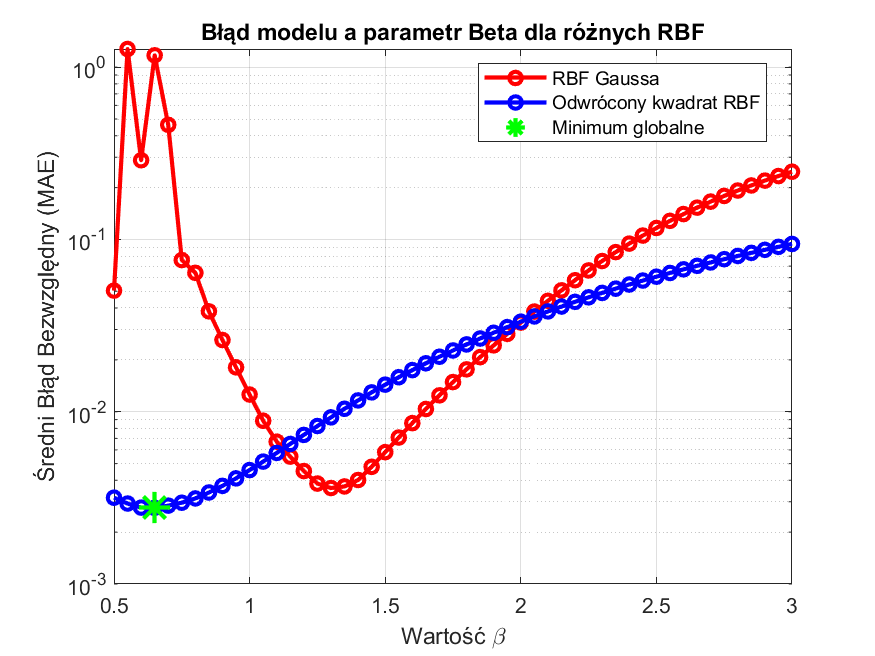 Błąd modelu a parametr Beta dla różnych RBF
RBF Gaussa
Odwrócony kwadrat RBF
Minimum globalne
Średni Błąd Bezwzględny (MAE)
10⁰
10⁻¹
10⁻²
10⁻³
0.5 1 1.5 2 2.5 3
Wartość β